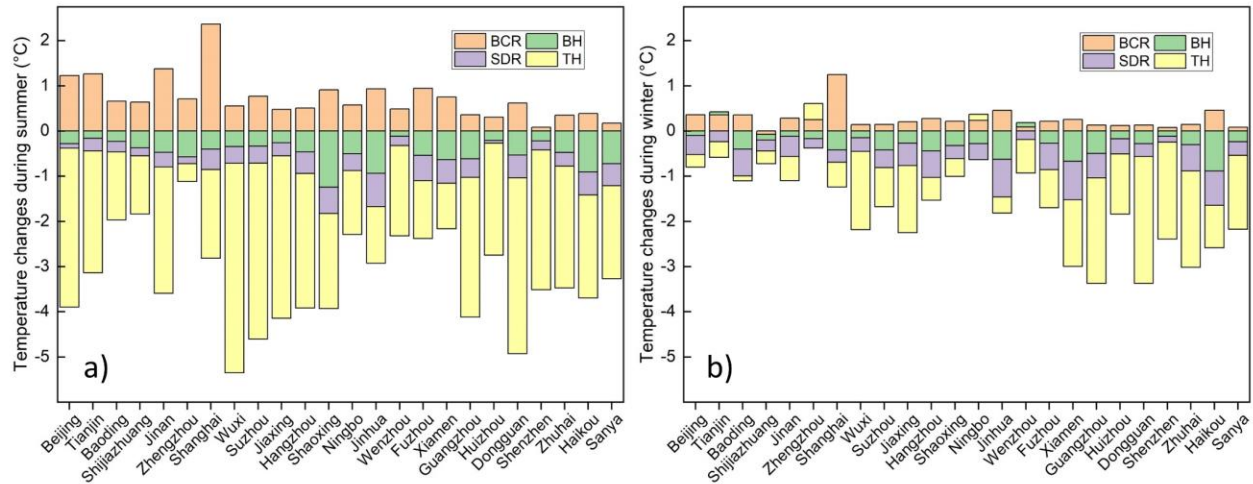 Temperature changes during summer (°C)
2
1
0
-1
-2
-3
-4
-5
BCR BH
SDR TH
a)
Beijing
Tianjin
Baoding
Shijiazhuang
Jinan
Zhengzhou
Shanghai
Wuxi
Suzhou
Jiaxing
Hangzhou
Shaoxing
Ningbo
Jinhua
Wenzhou
Fuzhou
Xiamen
Guangzhou
Huizhou
Dongguan
Shenzhen
Zhuhai
Haikou
Sanya
Temperature changes during winter (°C)
2
1
0
-1
-2
-3
-4
-5
BCR BH
SDR TH
b)
Beijing
Tianjin
Baoding
Shijiazhuang
Jinan
Zhengzhou
Shanghai
Wuxi
Suzhou
Jiaxing
Hangzhou
Shaoxing
Ningbo
Jinhua
Wenzhou
Fuzhou
Xiamen
Guangzhou
Huizhou
Dongguan
Shenzhen
Zhuhai
Haikou
Sanya